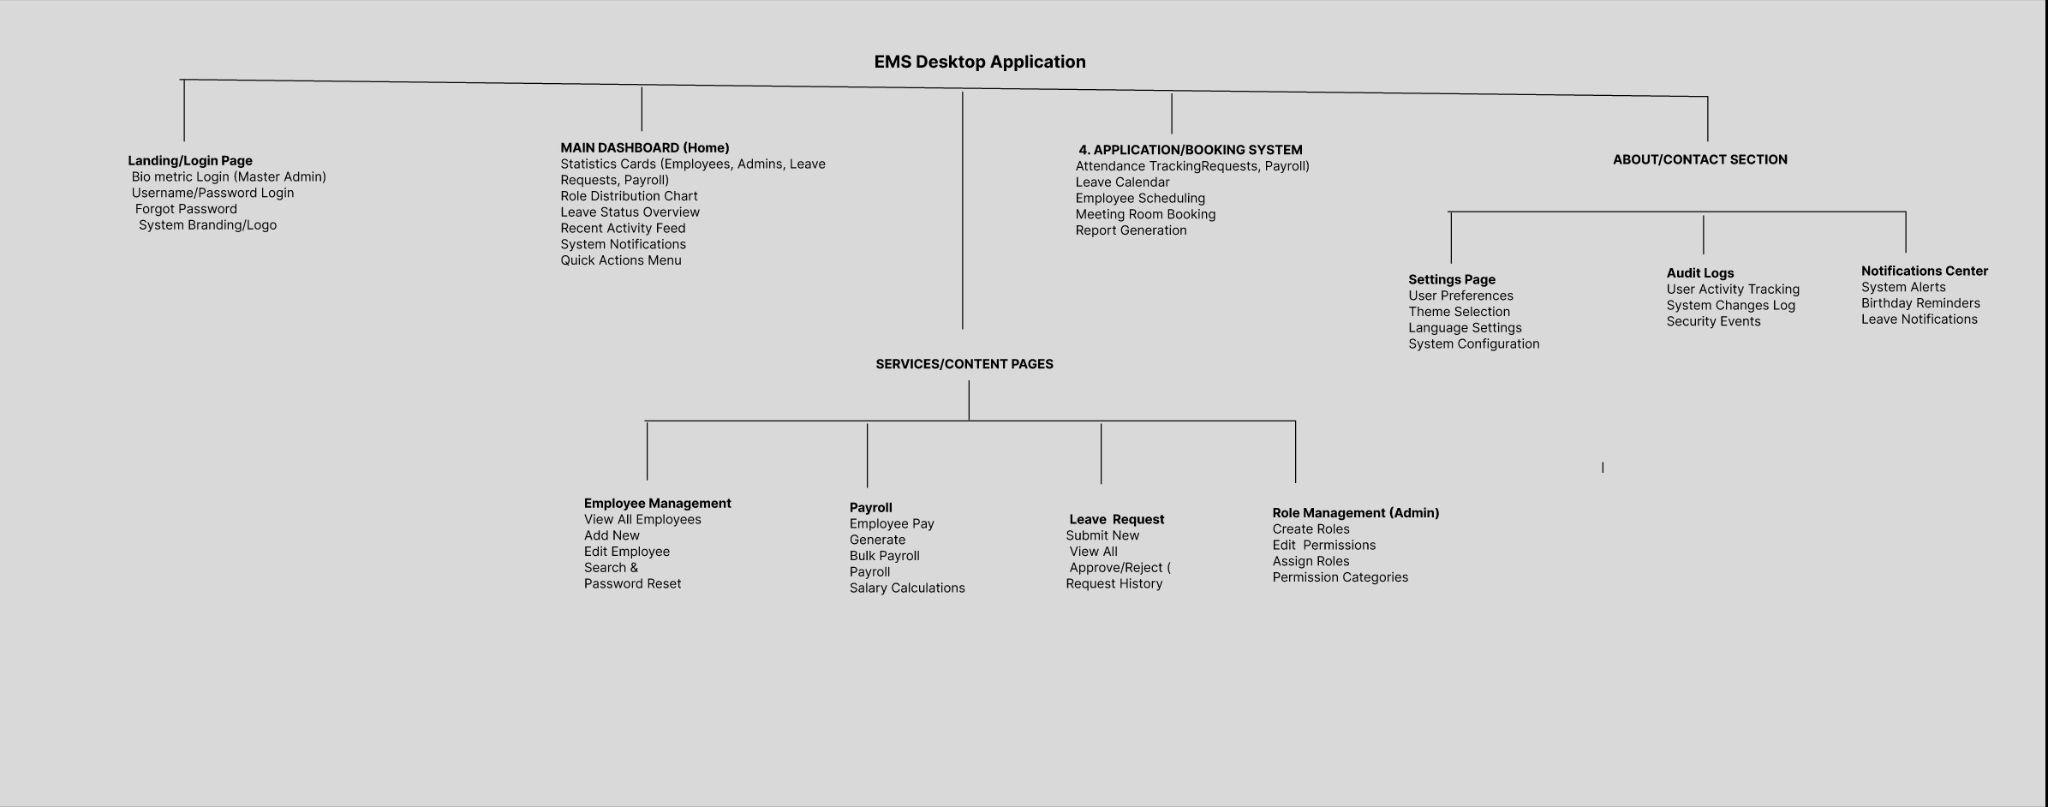 EMS Desktop Application
Landing/Login Page
Bio metric Login (Master Admin)
Username/Password Login
Forgot Password
System Branding/Logo
MAIN DASHBOARD (Home)
Statistics Cards (Employees, Admins, Leave
Requests, Payroll)
Role Distribution Chart
Leave Status Overview
Recent Activity Feed
System Notifications
Quick Actions Menu
4. APPLICATION/BOOKING SYSTEM
Attendance TrackingRequests, Payroll)
Leave Calendar
Employee Scheduling
Meeting Room Booking
Report Generation
ABOUT/CONTACT SECTION
Settings Page
User Preferences
Theme Selection
Language Settings
System Configuration
Audit Logs
User Activity Tracking
System Changes Log
Security Events
Notifications Center
System Alerts
Birthday Reminders
Leave Notifications
SERVICES/CONTENT PAGES
Employee Management
View All Employees
Add New
Edit Employee
Search &
Password Reset
Payroll
Employee Pay
Generate
Bulk Payroll
Payroll
Salary Calculations
Leave Request
Submit New
View All
Approve/Reject (
Request History
Role Management (Admin)
Create Roles
Edit Permissions
Assign Roles
Permission Categories